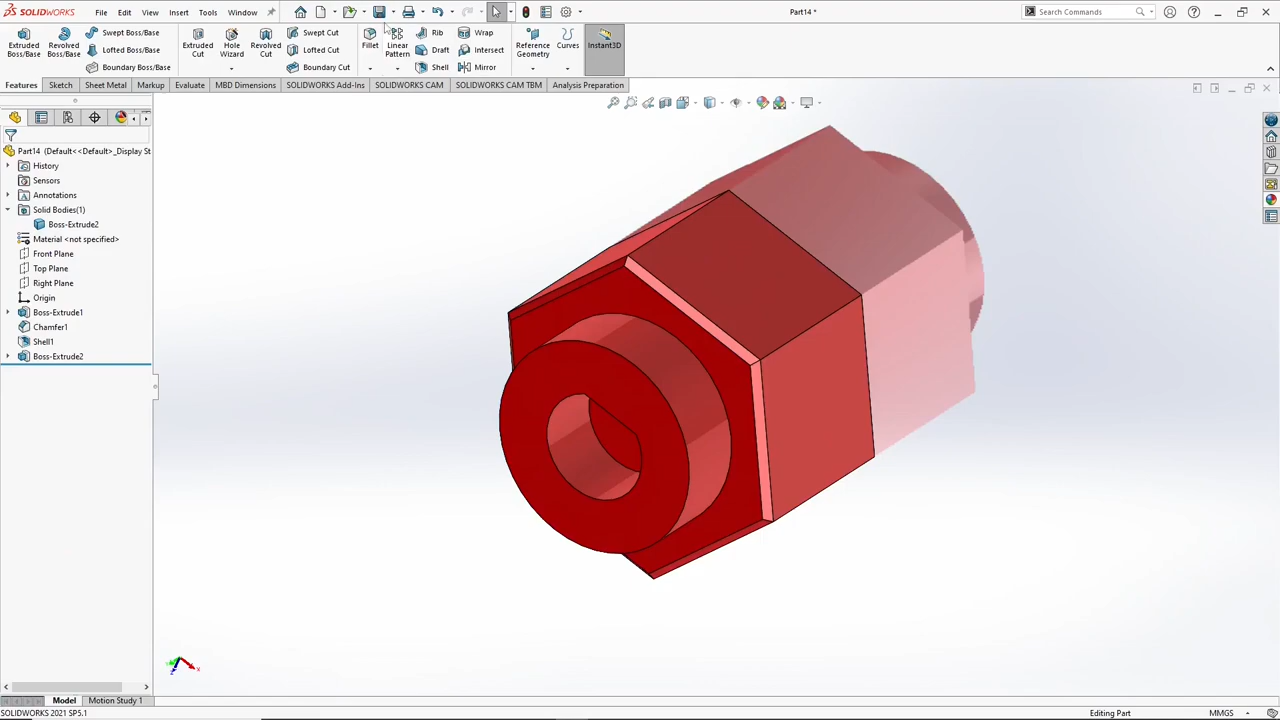 SOLIDWORKS File Edit View Insert Tools Window Part14 * Search Commands
Extruded Boss/Base
Revolved Boss/Base
Swept Boss/Base
Lofted Boss/Base
Boundary Boss/Base
Extruded Cut
Hole Wizard
Revolved Cut
Swept Cut
Lofted Cut
Boundary Cut
Fillet
Linear Pattern
Rib
Draft
Shell
Wrap
Intersect
Mirror
Reference Geometry
Curves
Instant3D
Features Sketch Sheet Metal Markup Evaluate MBD Dimensions SOLIDWORKS Add-Ins SOLIDWORKS CAM SOLIDWORKS CAM TBM Analysis Preparation
Part14 (Default<<Default>_Display St
History
Sensors
Annotations
Solid Bodies(1)
Boss-Extrude2
Material <not specified>
Front Plane
Top Plane
Right Plane
Origin
Boss-Extrude1
Chamfer1
Shell1
Boss-Extrude2
x
Model Motion Study 1
SOLIDWORKS 2021 SP5.1 Editing Part MMGS